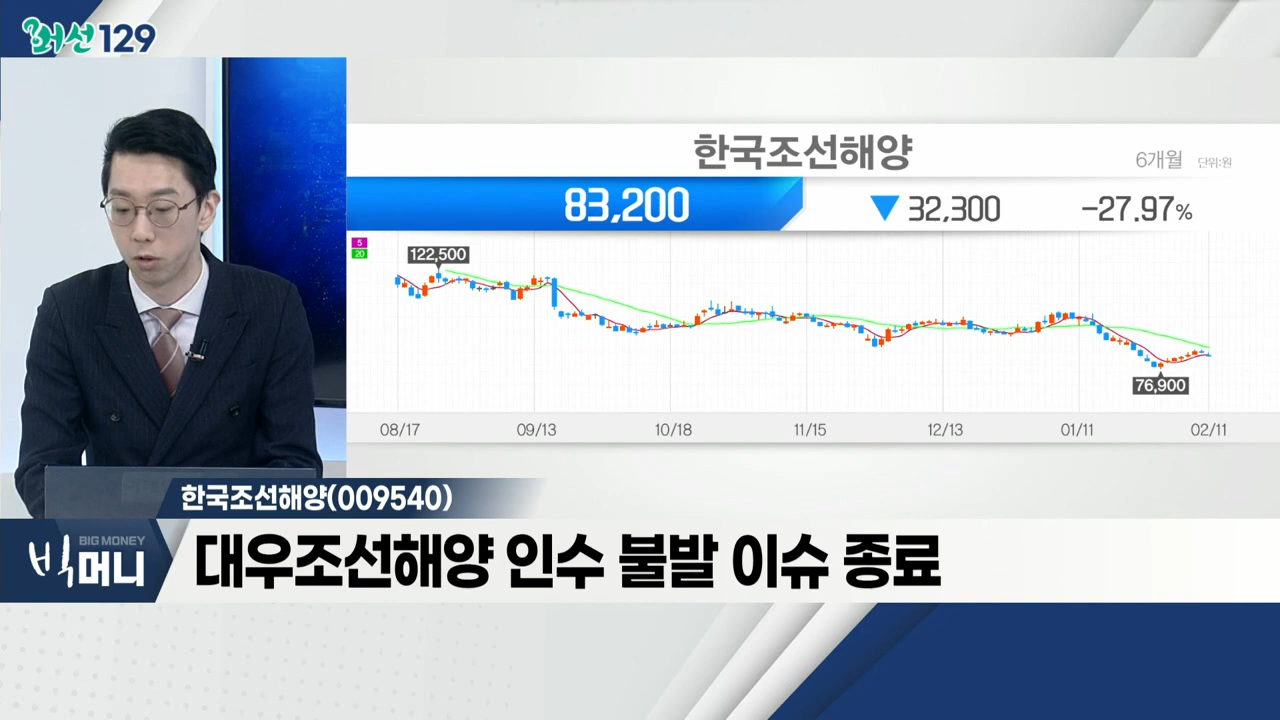 머선129
한국조선해양
6개월 단위:원
83,200 ▼ 32,300 -27.97%
5
20
122,500
76,900
08/17 09/13 10/18 11/15 12/13 01/11 02/11
한국조선해양(009540)
BIG MONEY
빅머니
대우조선해양 인수 불발 이슈 종료